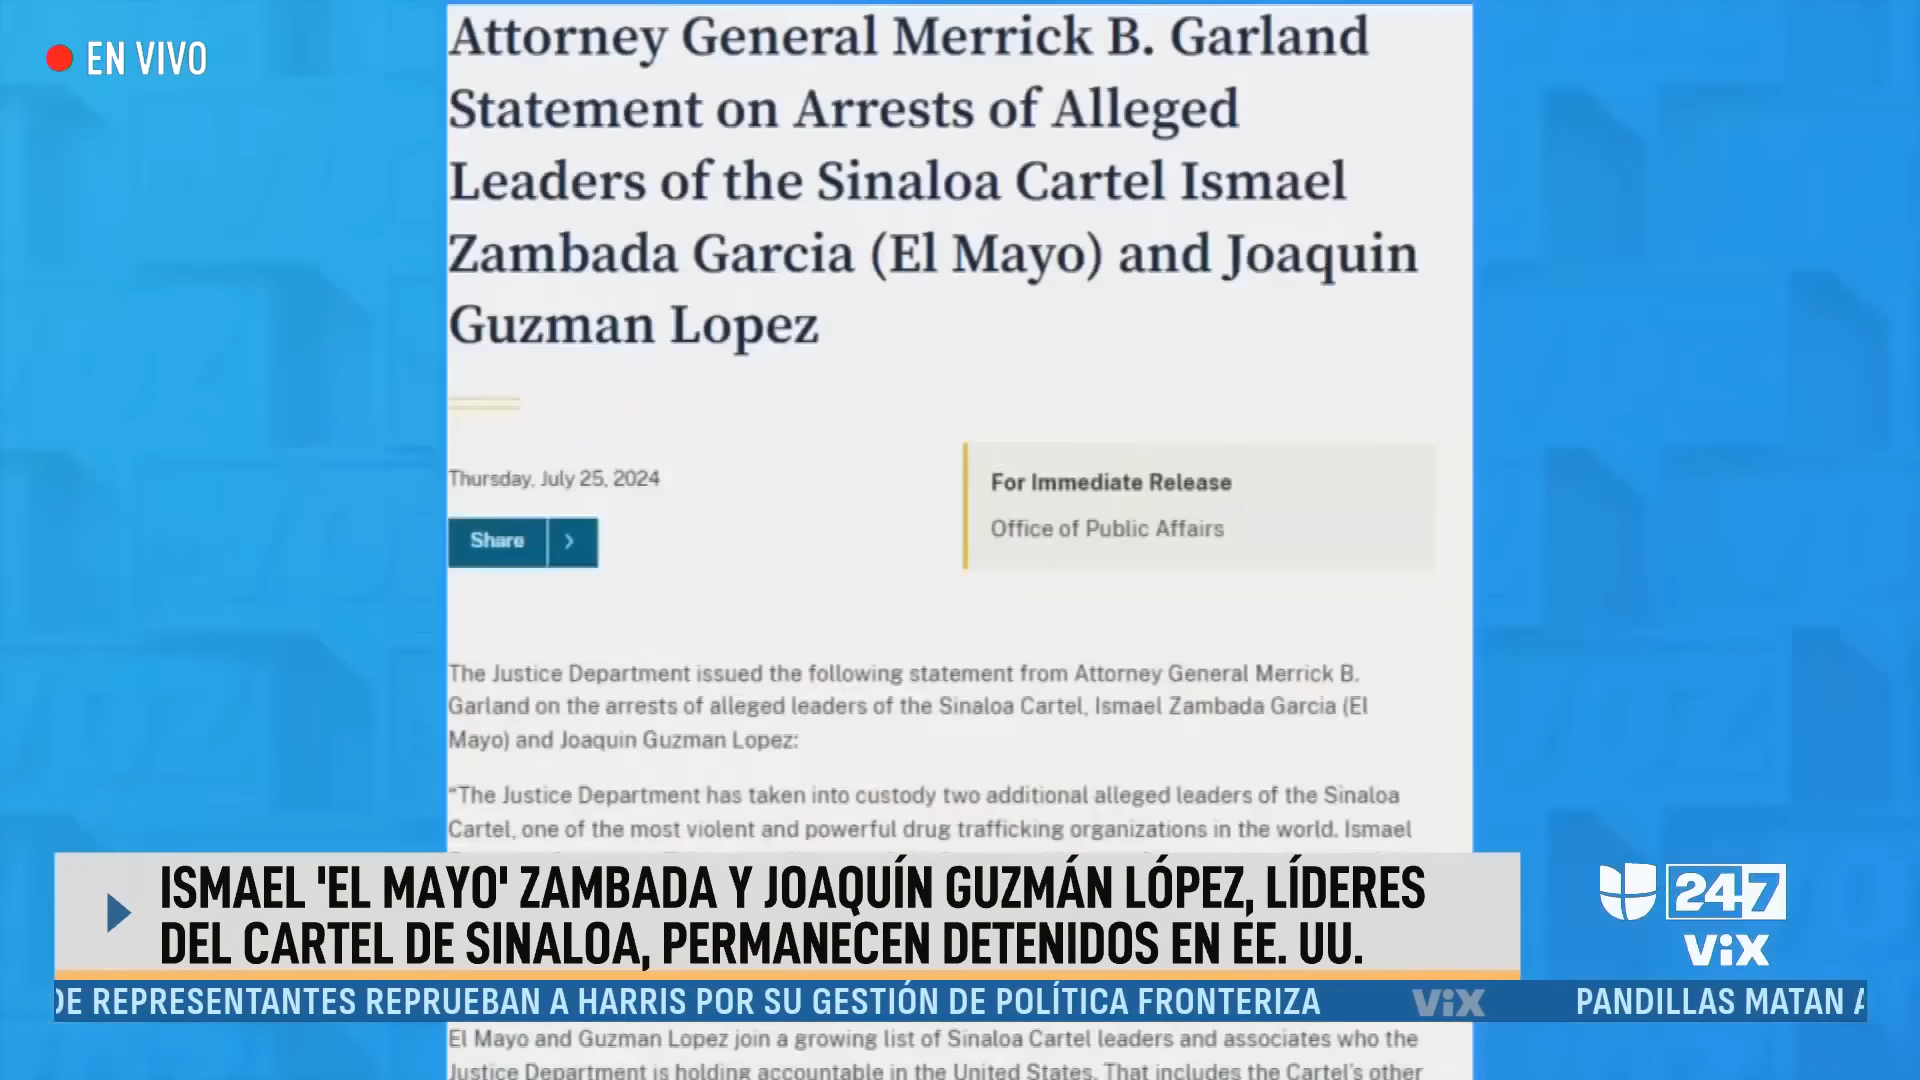 EN VIVO
Attorney General Merrick B. Garland
Statement on Arrests of Alleged
Leaders of the Sinaloa Cartel Ismael
Zambada Garcia (El Mayo) and Joaquin
Guzman Lopez
Thursday, July 25, 2024
For Immediate Release
Office of Public Affairs
Share
The Justice Department issued the following statement from Attorney General Merrick B.
Garland on the arrests of alleged leaders of the Sinaloa Cartel, Ismael Zambada Garcia (El
Mayo) and Joaquin Guzman Lopez:
“The Justice Department has taken into custody two additional alleged leaders of the Sinaloa
Cartel, one of the most violent and powerful drug trafficking organizations in the world. Ismael
ISMAEL 'EL MAYO' ZAMBADA Y JOAQUÍN GUZMÁN LÓPEZ, LÍDERES
DEL CARTEL DE SINALOA, PERMANECEN DETENIDOS EN EE. UU.
24-7
ViX
DE REPRESENTANTES REPRUEBAN A HARRIS POR SU GESTIÓN DE POLÍTICA FRONTERIZA ViX PANDILLAS MATAN A
El Mayo and Guzman Lopez join a growing list of Sinaloa Cartel leaders and associates who the
Justice Department is holding accountable in the United States. That includes the Cartel’s other